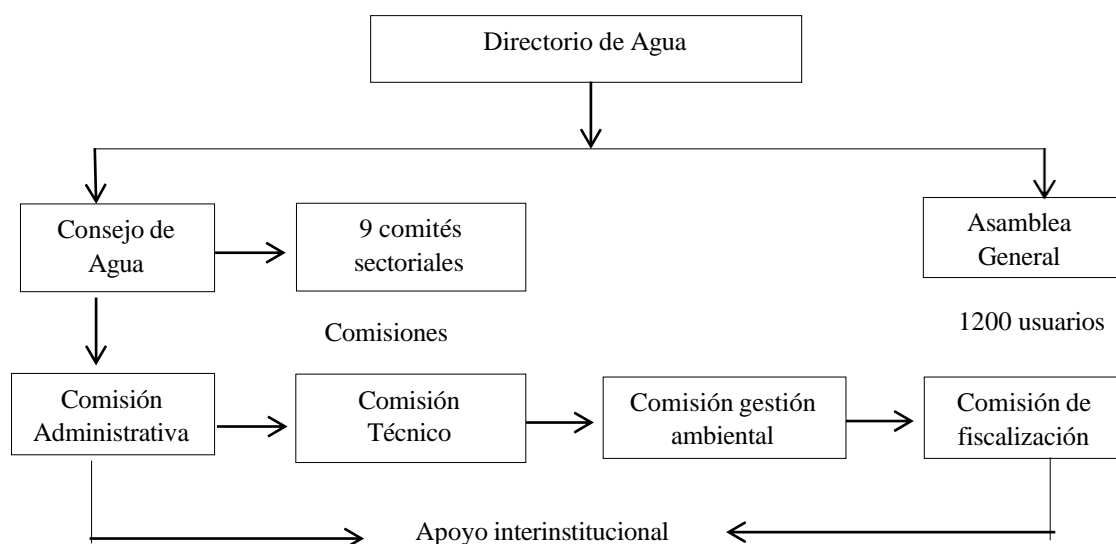 Directorio de Agua
Consejo de
Agua
9 comités
sectoriales
Asamblea
General
Comisiones
1200 usuarios
Comisión
Administrativa
Comisión
Técnico
Comisión gestión
ambiental
Comisión de
fiscalización
Apoyo interinstitucional